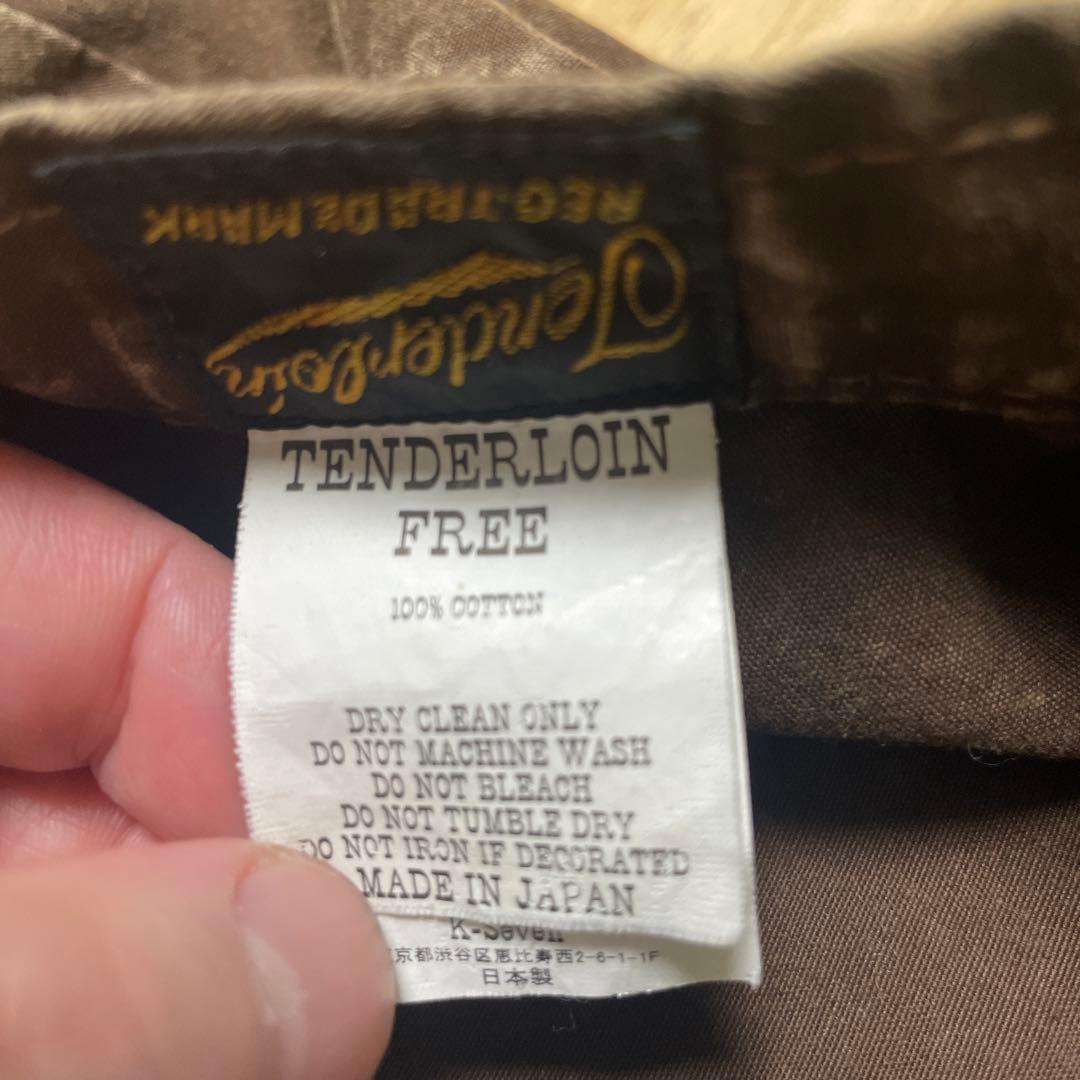 REG.TRADEMARK
Tenderloin
TENDERLOIN
FREE
100% COTTON
DRY CLEAN ONLY
DO NOT MACHINE WASH
DO NOT BLEACH
DO NOT TUMBLE DRY
DO NOT IRON IF DECORATED
MADE IN JAPAN
K-Seven
京都渋谷区恵比寿西2-6-1-1F
日本製